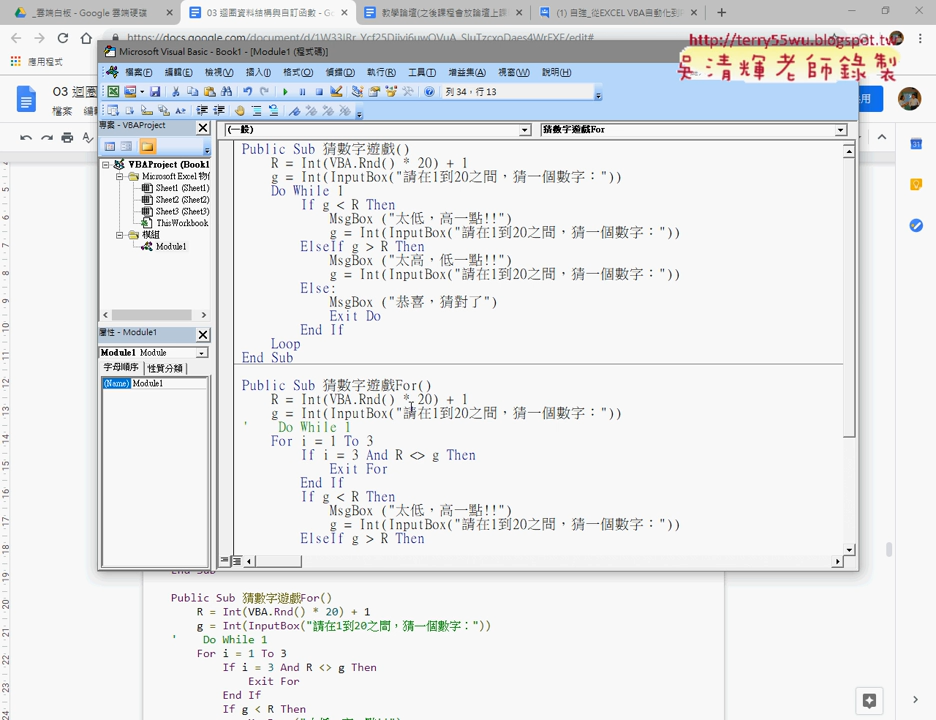 _雲端白板 - Google 雲端硬碟
03 迴圈資料結構與自訂函數 - Go
教學論壇(之後課程會放論壇上課
(1) 自強_從EXCEL VBA自動化到
應用程式
http://terry55wu.blogspot.tw
吳清輝老師錄製
Microsoft Visual Basic - Book1 - [Module1 (程式碼)]
檔案(F) 編輯(E) 檢視(V) 插入(I) 格式(O) 偵錯(D) 執行(R) 工具(T) 增益集(A) 視窗(W) 說明(H)
列 34，行 13
03 迴圈
檔案
專案 - VBAProject
VBAProject (Book1
Microsoft Excel 物
Sheet1 (Sheet1)
Sheet2 (Sheet2)
Sheet3 (Sheet3)
ThisWorkbook
模組
Module1
屬性 - Module1
Module1 Module
字母順序 性質分類
(Name) Module1
(一般) 猜數字遊戲For
Public Sub 猜數字遊戲()
R = Int(VBA.Rnd() * 20) + 1
g = Int(InputBox("請在1到20之間，猜一個數字："))
Do While 1
If g < R Then
MsgBox ("太低，高一點!!")
g = Int(InputBox("請在1到20之間，猜一個數字："))
ElseIf g > R Then
MsgBox ("太高，低一點!!")
g = Int(InputBox("請在1到20之間，猜一個數字："))
Else:
MsgBox ("恭喜，猜對了")
Exit Do
End If
Loop
End Sub
Public Sub 猜數字遊戲For()
R = Int(VBA.Rnd() * 20) + 1
g = Int(InputBox("請在1到20之間，猜一個數字："))
' Do While 1
For i = 1 To 3
If i = 3 And R <> g Then
Exit For
End If
If g < R Then
MsgBox ("太低，高一點!!")
g = Int(InputBox("請在1到20之間，猜一個數字："))
ElseIf g > R Then
End Sub
Public Sub 猜數字遊戲For()
R = Int(VBA.Rnd() * 20) + 1
g = Int(InputBox("請在1到20之間，猜一個數字："))
' Do While 1
For i = 1 To 3
If i = 3 And R <> g Then
Exit For
End If
If g < R Then